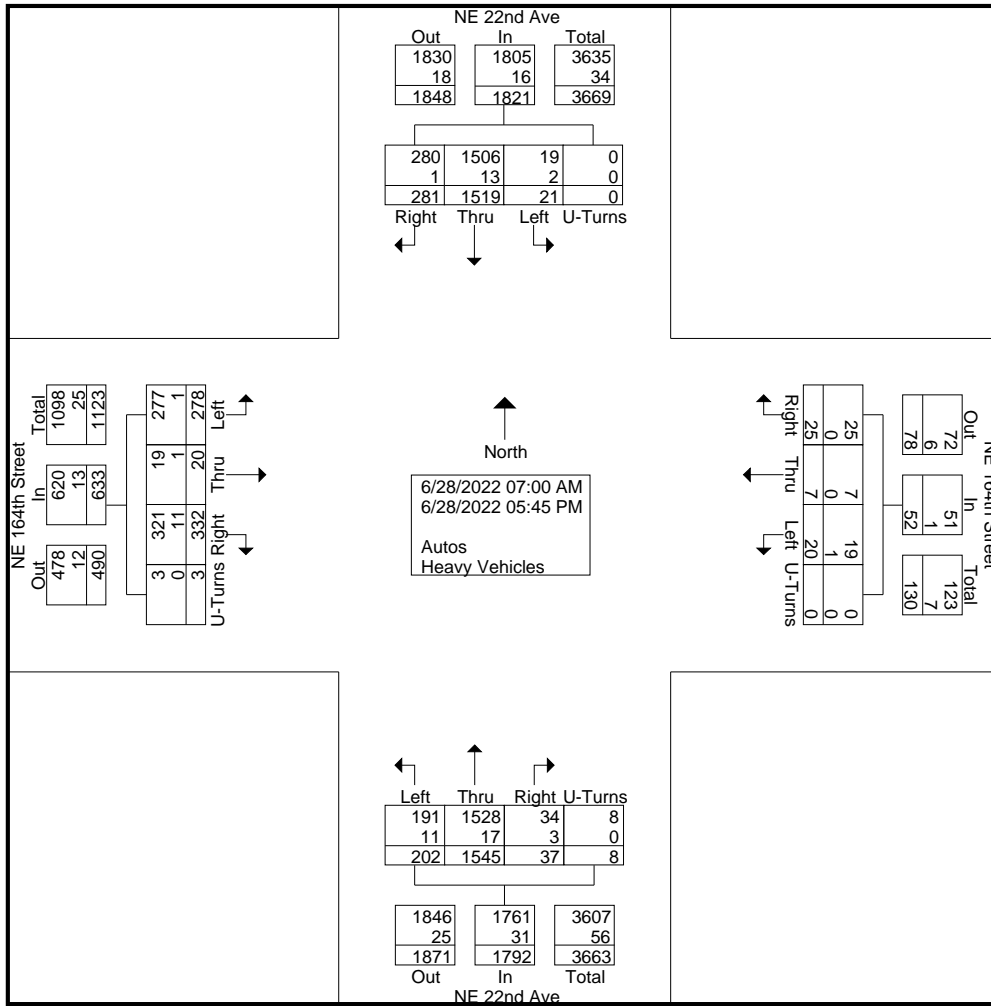 NE 22nd Ave
Out In Total
1830 1805 3635
18 16 34
1848 1821 3669
280 1506 19 0
1 13 2 0
281 1519 21 0
Right Thru Left U-Turns
NE 164th Street
Total In Out
1098 620 478
25 13 12
1123 633 490
277 19 321 3
1 1 11 0
278 20 332 3
Left Thru Right U-Turns
North
6/28/2022 07:00 AM
6/28/2022 05:45 PM
Autos
Heavy Vehicles
Right Thru Left U-Turns
25 7 19 0
0 0 1 0
25 7 20 0
Out In Total
72 51 123
6 1 7
78 52 130
NE 164th Street
Left Thru Right U-Turns
191 1528 34 8
11 17 3 0
202 1545 37 8
1846 1761 3607
25 31 56
1871 1792 3663
Out In Total
NE 22nd Ave